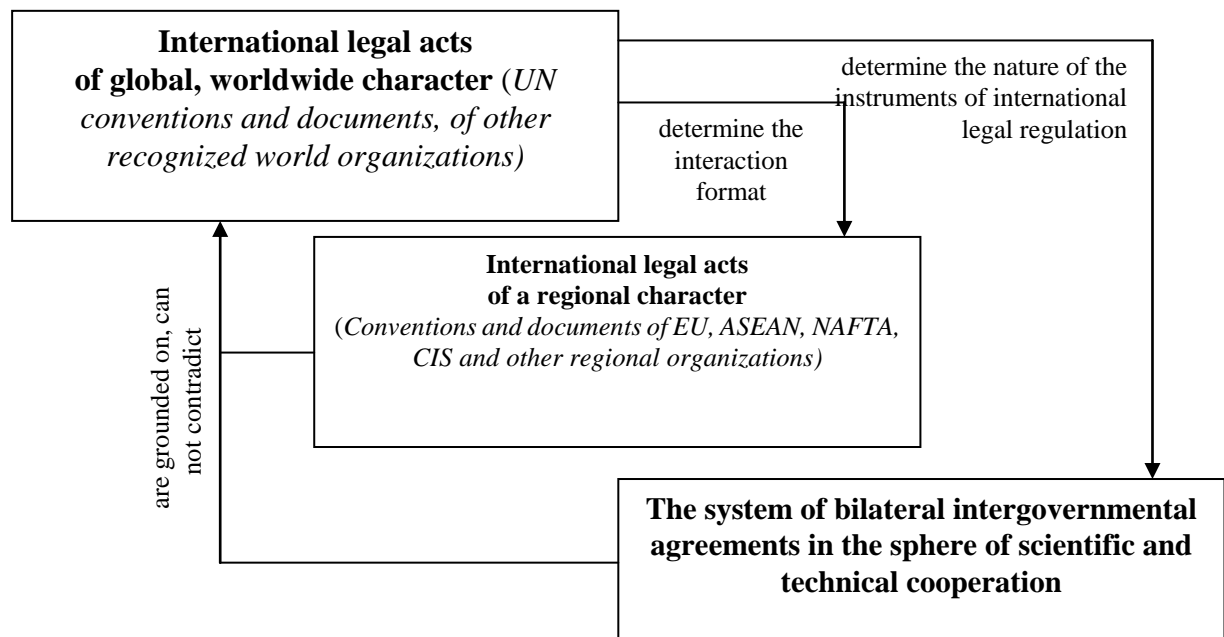 International legal acts
of global, worldwide character (UN
conventions and documents, of other
recognized world organizations)
determine the nature of the
instruments of international
legal regulation
determine the
interaction
format
International legal acts
of a regional character
(Conventions and documents of EU, ASEAN, NAFTA,
CIS and other regional organizations)
are grounded on, can
not contradict
The system of bilateral intergovernmental
agreements in the sphere of scientific and
technical cooperation